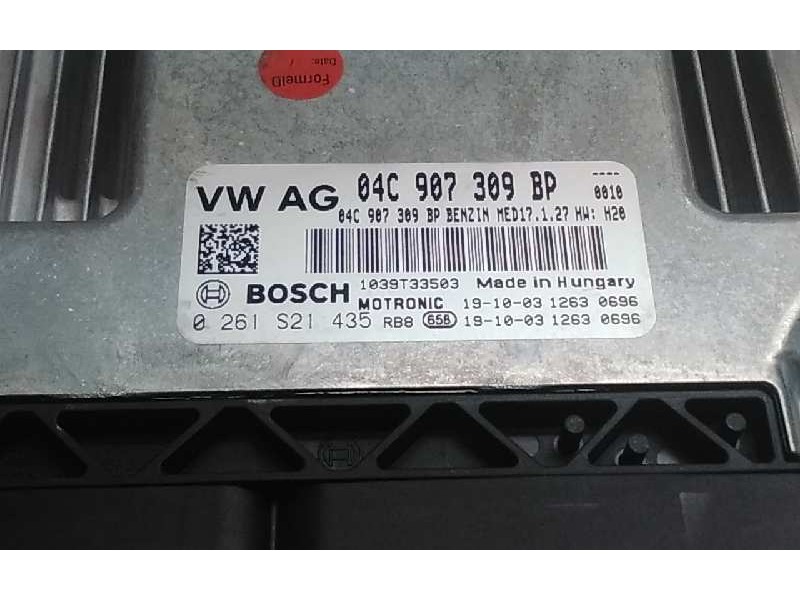 FormelD
Date: /
VW AG 04C 907 309 BP ----
0010
04C 907 309 BP BENZIN MED17.1.27 HW: H20
1039T33503 Made in Hungary
BOSCH MOTRONIC 19-10-03 1263 0696
0 261 S21 435 RB8 656 19-10-03 1263 0696